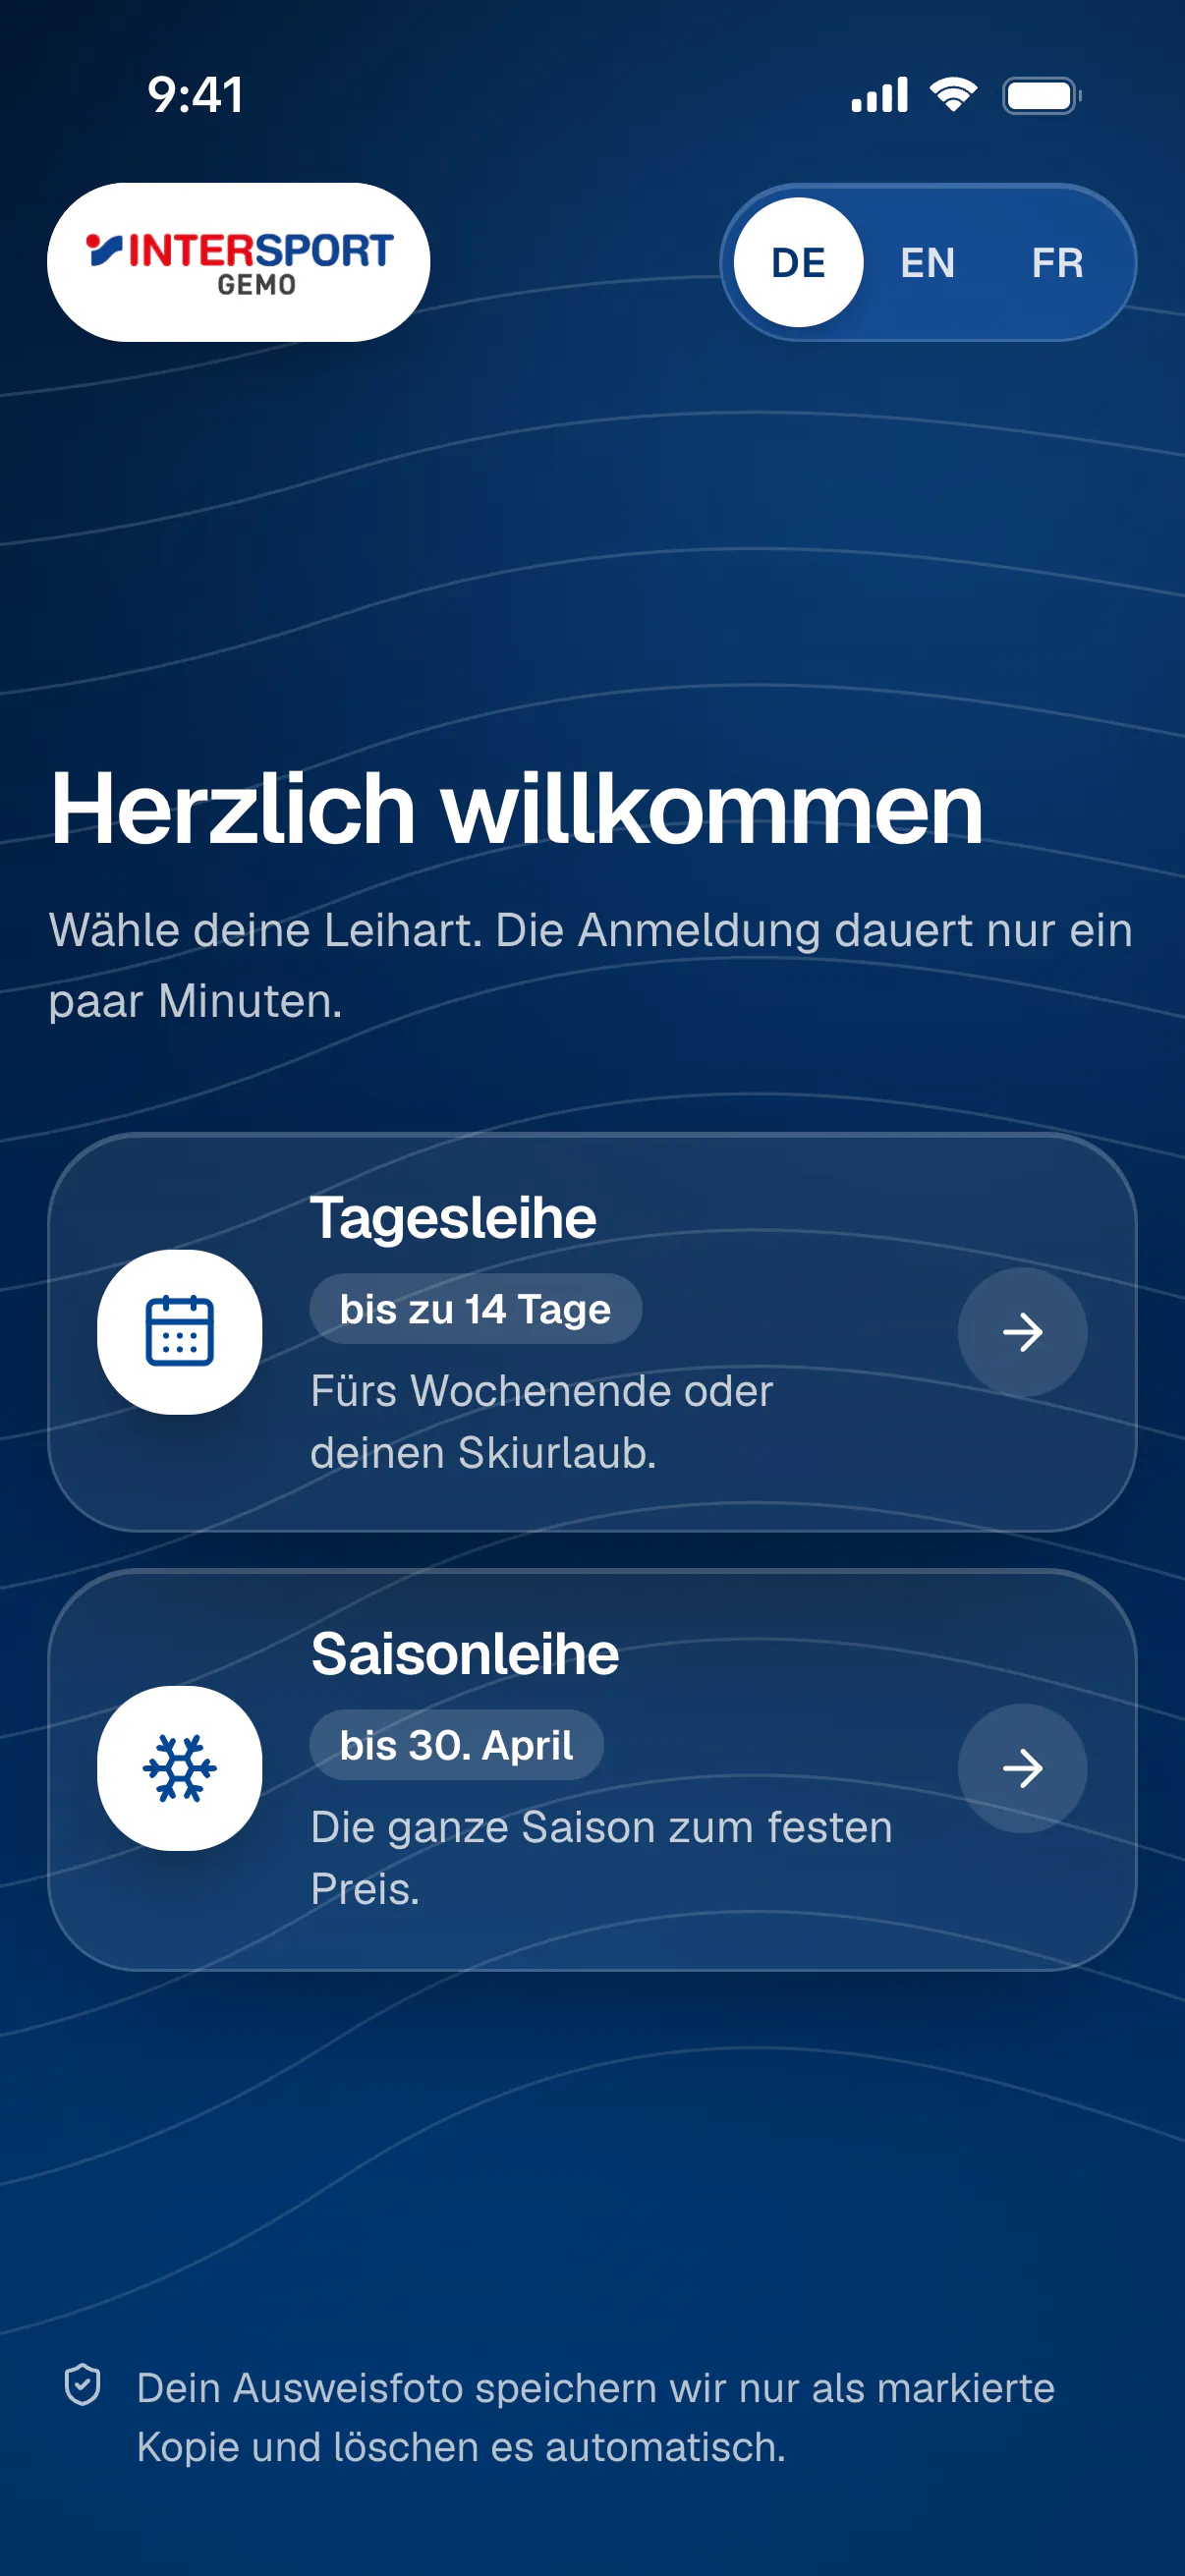 9:41
INTERSPORT
GEMO
DE EN FR
Herzlich willkommen
Wähle deine Leihart. Die Anmeldung dauert nur ein
paar Minuten.
Tagesleihe
bis zu 14 Tage
Fürs Wochenende oder
deinen Skiurlaub.
Saisonleihe
bis 30. April
Die ganze Saison zum festen
Preis.
Dein Ausweisfoto speichern wir nur als markierte
Kopie und löschen es automatisch.